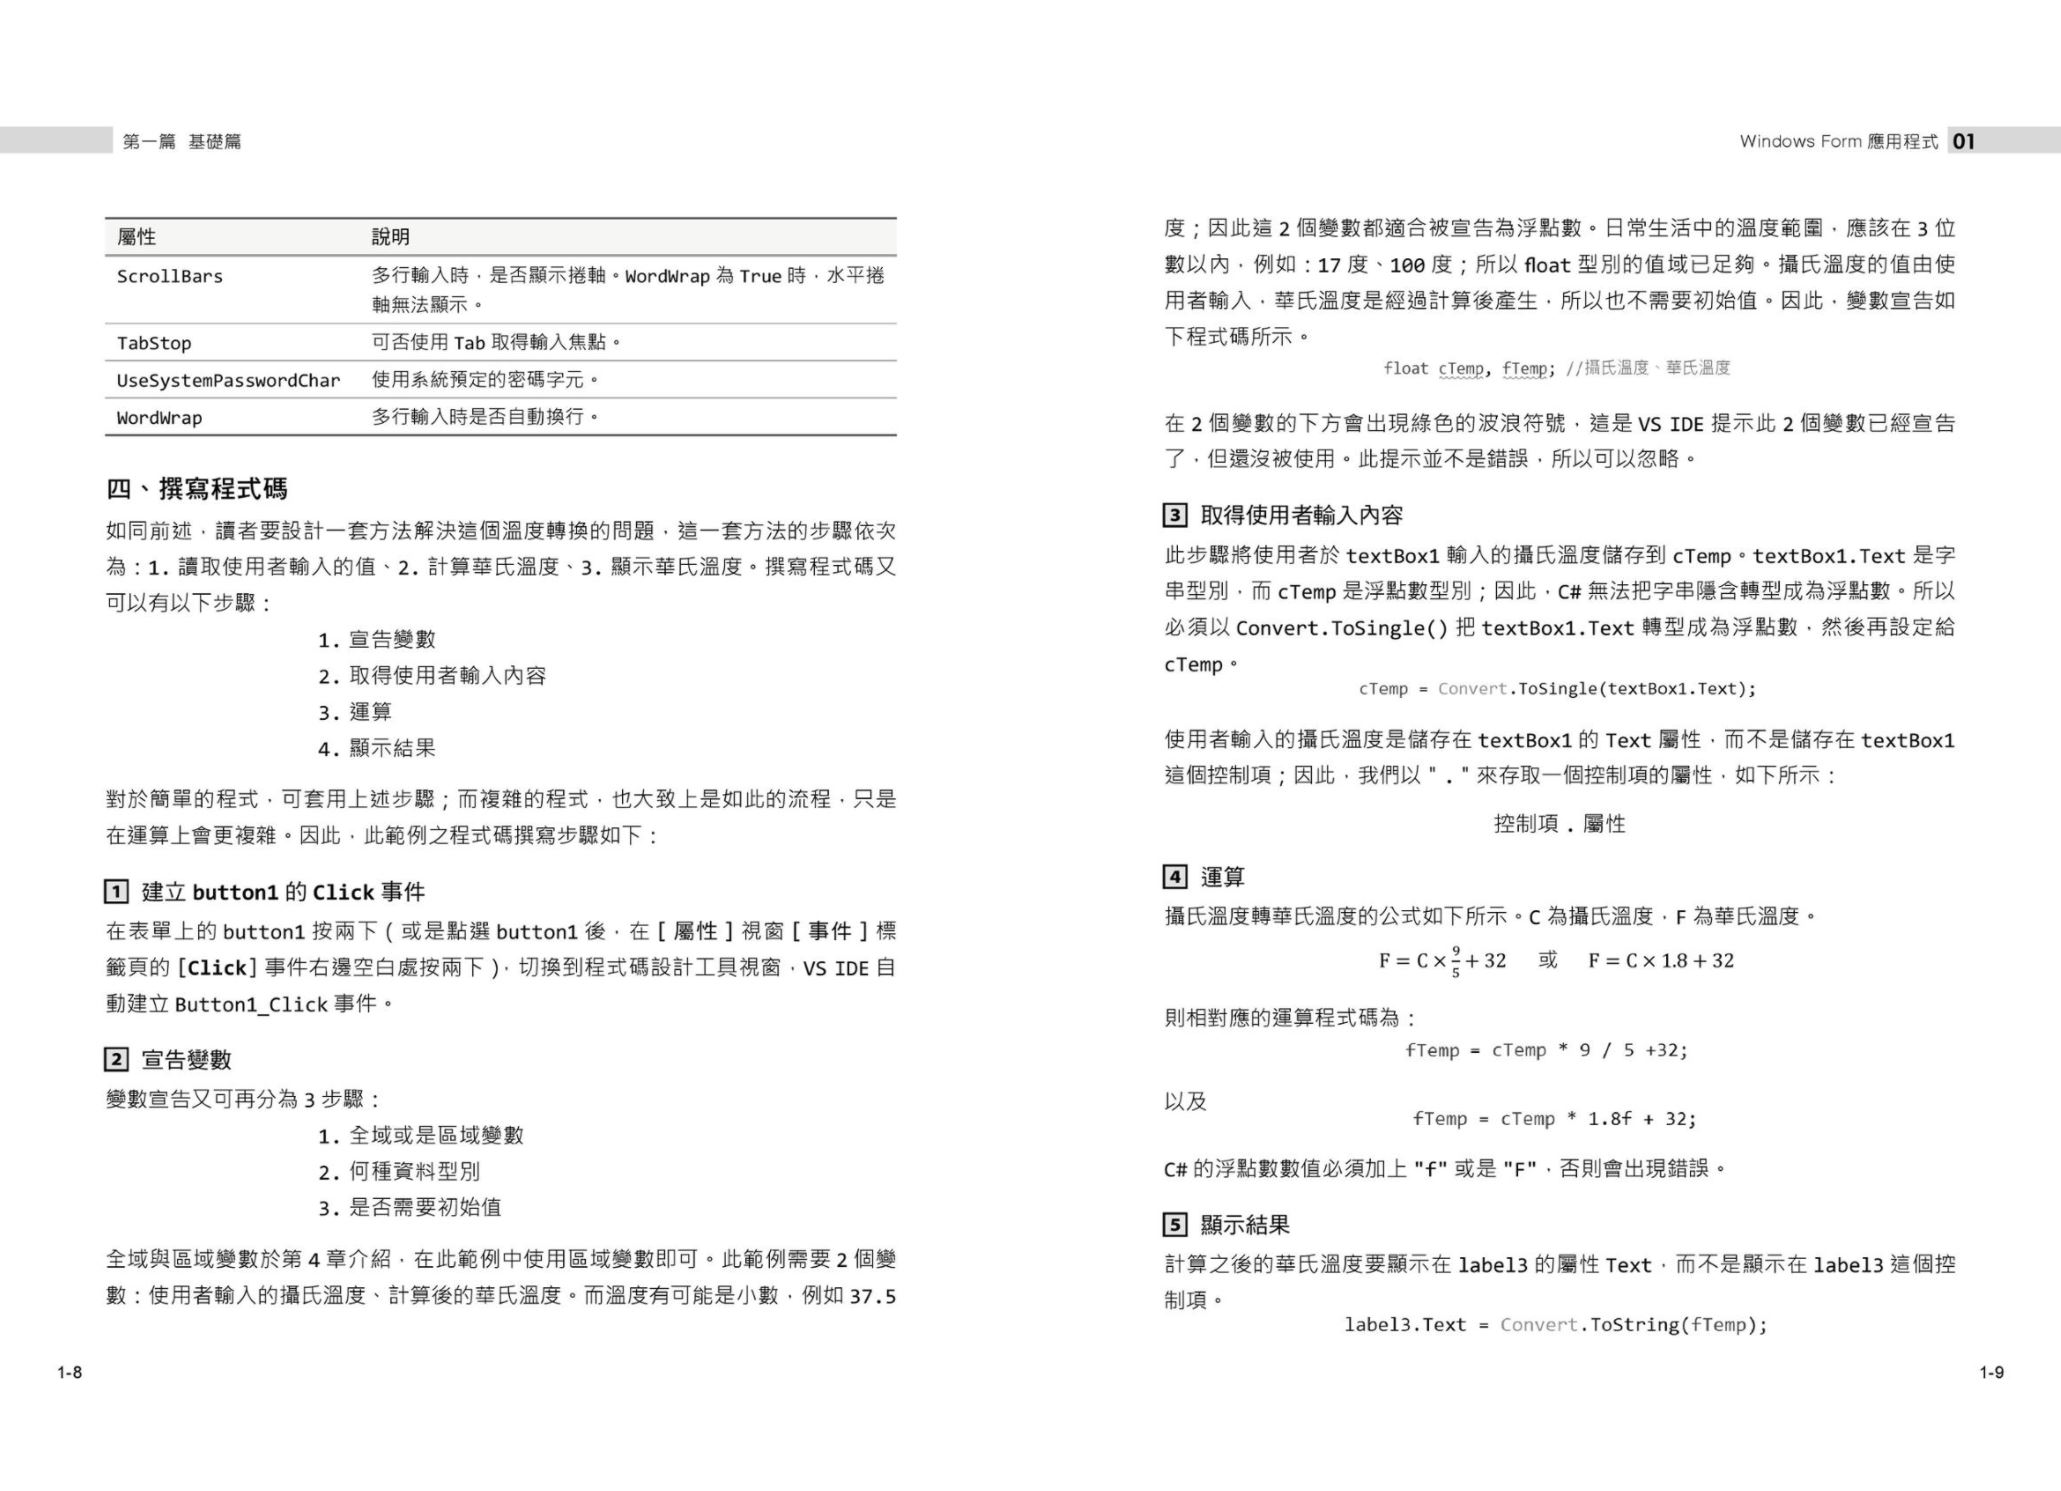 第一篇 基礎篇
屬性 說明
ScrollBars 多行輸入時，是否顯示捲軸。WordWrap 為 True 時，水平捲
軸無法顯示。
TabStop 可否使用 Tab 取得輸入焦點。
UseSystemPasswordChar 使用系統預定的密碼字元。
WordWrap 多行輸入時是否自動換行。
四、撰寫程式碼
如同前述，讀者要設計一套方法解決這個溫度轉換的問題，這一套方法的步驟依次
為：1. 讀取使用者輸入的值、2. 計算華氏溫度、3. 顯示華氏溫度。撰寫程式碼又
可以有以下步驟：
1. 宣告變數
2. 取得使用者輸入內容
3. 運算
4. 顯示結果
對於簡單的程式，可套用上述步驟；而複雜的程式，也大致上是如此的流程，只是
在運算上會更複雜。因此，此範例之程式碼撰寫步驟如下：
1 建立 button1 的 Click 事件
在表單上的 button1 按兩下 ( 或是點選 button1 後，在 [ 屬性 ] 視窗 [ 事件 ] 標
籤頁的 [Click] 事件右邊空白處按兩下 )，切換到程式碼設計工具視窗，VS IDE 自
動建立 Button1_Click 事件。
2 宣告變數
變數宣告又可再分為 3 步驟：
1. 全域或是區域變數
2. 何種資料型別
3. 是否需要初始值
全域與區域變數於第 4 章介紹，在此範例中使用區域變數即可。此範例需要 2 個變
數：使用者輸入的攝氏溫度、計算後的華氏溫度。而溫度有可能是小數，例如 37.5
1-8
Windows Form 應用程式 01
度；因此這 2 個變數都適合被宣告為浮點數。日常生活中的溫度範圍，應該在 3 位
數以內，例如：17 度、100 度；所以 float 型別的值域已足夠。攝氏溫度的值由使
用者輸入，華氏溫度是經過計算後產生，所以也不需要初始值。因此，變數宣告如
下程式碼所示。
float cTemp, fTemp; //攝氏溫度、華氏溫度
在 2 個變數的下方會出現綠色的波浪符號，這是 VS IDE 提示此 2 個變數已經宣告
了，但還沒被使用。此提示並不是錯誤，所以可以忽略。
3 取得使用者輸入內容
此步驟將使用者於 textBox1 輸入的攝氏溫度儲存到 cTemp。textBox1.Text 是字
串型別，而 cTemp 是浮點數型別；因此，C# 無法把字串隱含轉型成為浮點數。所以
必須以 Convert.ToSingle() 把 textBox1.Text 轉型成為浮點數，然後再設定給
cTemp。
cTemp = Convert.ToSingle(textBox1.Text);
使用者輸入的攝氏溫度是儲存在 textBox1 的 Text 屬性，而不是儲存在 textBox1
這個控制項；因此，我們以 " . " 來存取一個控制項的屬性，如下所示：
控制項 . 屬性
4 運算
攝氏溫度轉華氏溫度的公式如下所示。C 為攝氏溫度，F 為華氏溫度。
F = C × 9/5 + 32 或 F = C × 1.8 + 32
則相對應的運算程式碼為：
fTemp = cTemp * 9 / 5 +32;
以及
fTemp = cTemp * 1.8f + 32;
C# 的浮點數數值必須加上 "f" 或是 "F"，否則會出現錯誤。
5 顯示結果
計算之後的華氏溫度要顯示在 label3 的屬性 Text，而不是顯示在 label3 這個控
制項。
label3.Text = Convert.ToString(fTemp);
1-9